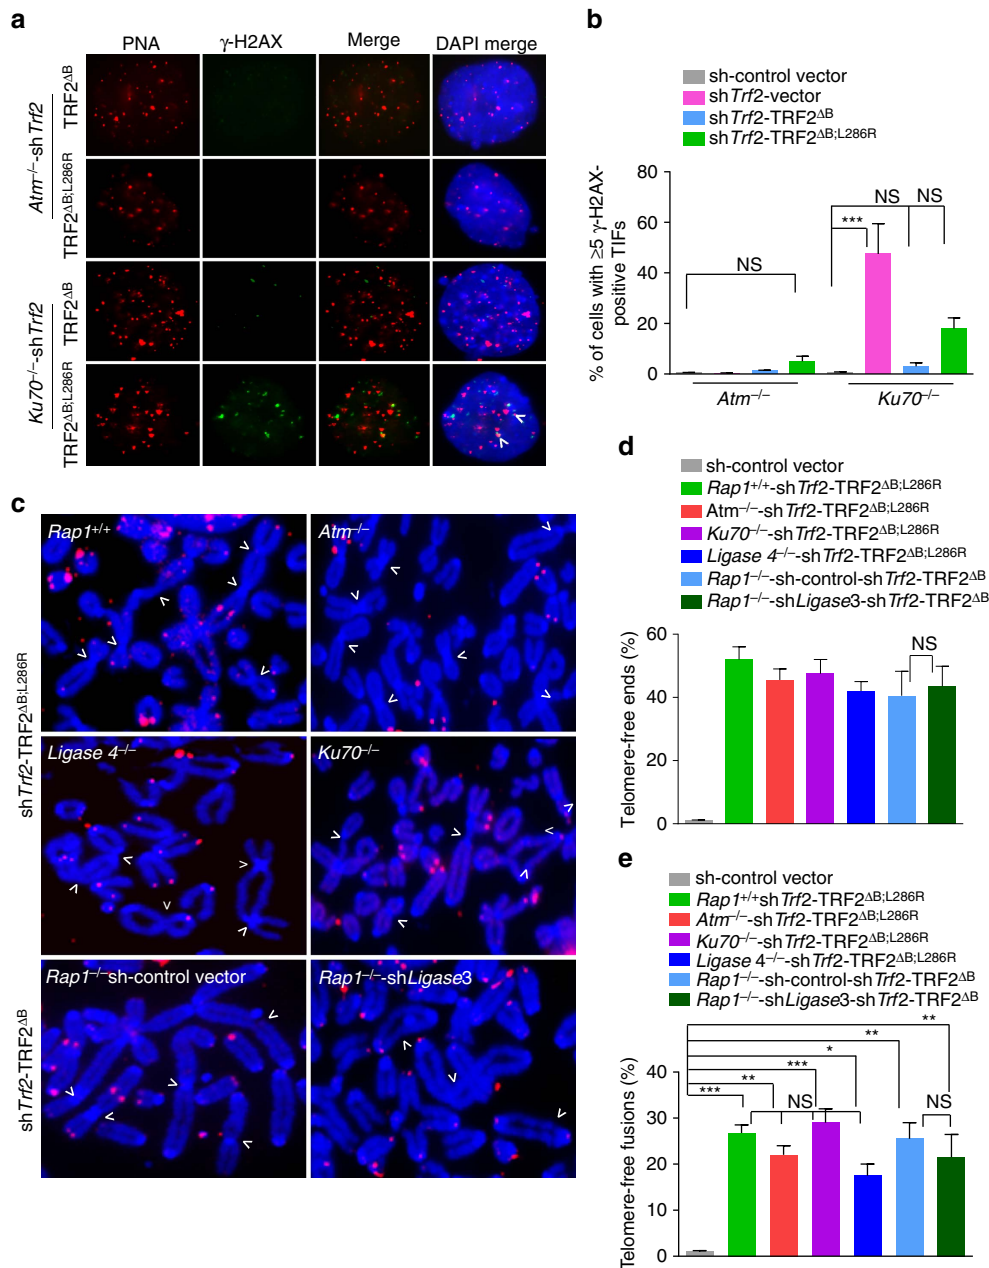 a
PNA
γ-H2AX
Merge
DAPI merge
Atm–/–-shTrf2
TRF2ΔB
TRF2ΔB;L286R
Ku70–/–-shTrf2
TRF2ΔB
TRF2ΔB;L286R
b
sh-control vector
shTrf2-vector
shTrf2-TRF2ΔB
shTrf2-TRF2ΔB;L286R
% of cells with ≥5 γ-H2AX-
positive TIFs
80
60
40
20
0
NS
NS
NS
***
Atm–/–
Ku70–/–
c
shTrf2-TRF2ΔB;L286R
Rap1+/+
Atm–/–
Ligase 4–/–
Ku70–/–
shTrf2-TRF2ΔB
Rap1–/–sh-control vector
Rap1–/–-shLigase3
d
sh-control vector
Rap1+/+-shTrf2-TRF2ΔB;L286R
Atm–/–-shTrf2-TRF2ΔB;L286R
Ku70–/–-shTrf2-TRF2ΔB;L286R
Ligase 4–/–-shTrf2-TRF2ΔB;L286R
Rap1–/–-sh-control-shTrf2-TRF2ΔB
Rap1–/–-shLigase3-shTrf2-TRF2ΔB
Telomere-free ends (%)
60
40
20
0
NS
e
sh-control vector
Rap1+/+shTrf2-TRF2ΔB;L286R
Atm–/–-shTrf2-TRF2ΔB;L286R
Ku70–/–-shTrf2-TRF2ΔB;L286R
Ligase 4–/–-shTrf2-TRF2ΔB;L286R
Rap1–/–-sh-control-shTrf2-TRF2ΔB
Rap1–/–-shLigase3-shTrf2-TRF2ΔB
Telomere-free fusions (%)
40
30
20
10
0
**
**
*
***
**
***
NS
NS